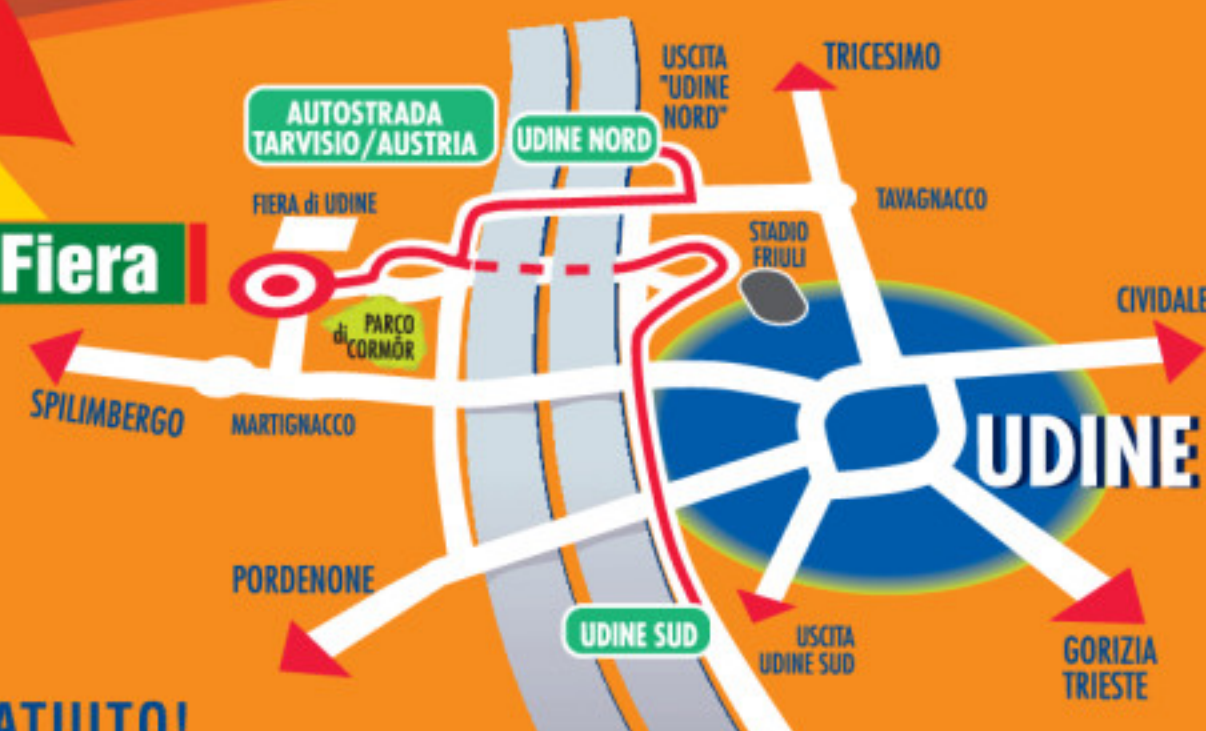 USCITA
"UDINE
NORD"
TRICESIMO
AUTOSTRADA
TARVISIO/AUSTRIA
UDINE NORD
FIERA di UDINE
TAVAGNACCO
STADIO
FRIULI
Fiera
CIVIDALE
PARCO
di CORMÔR
SPILIMBERGO
MARTIGNACCO
UDINE
PORDENONE
UDINE SUD
USCITA
UDINE SUD
GORIZIA
TRIESTE
ATUITO!